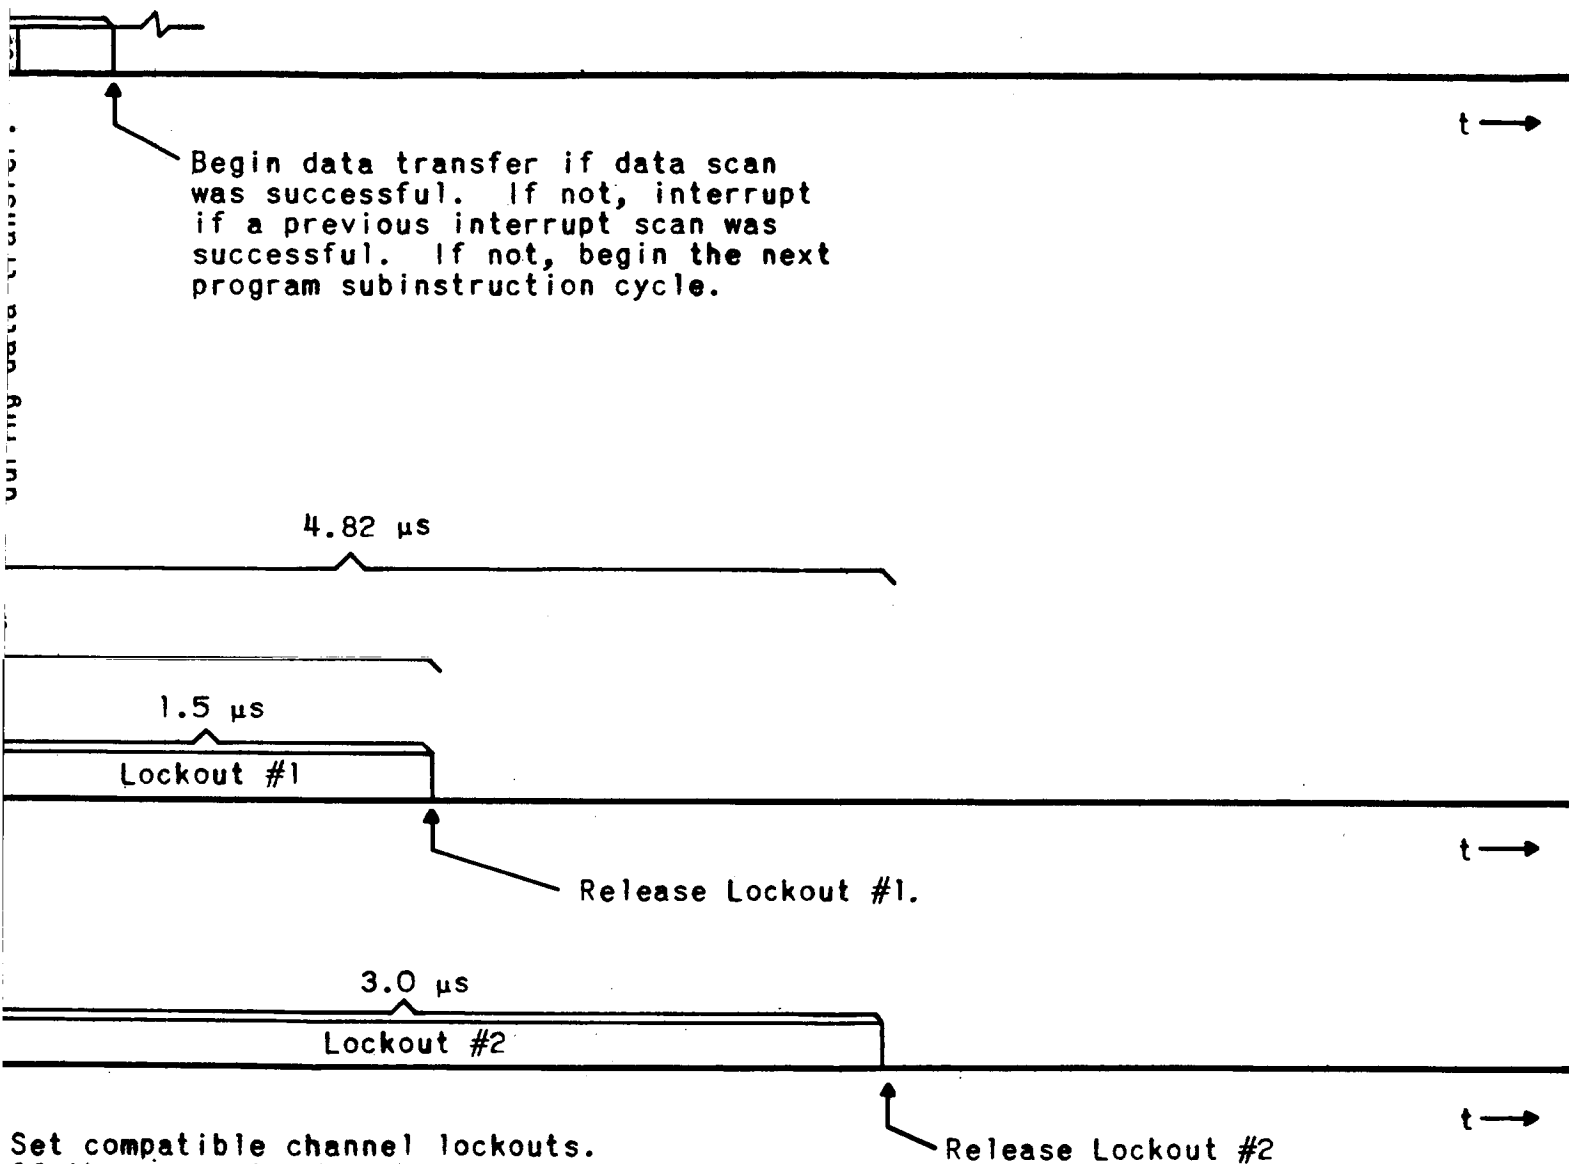 t
Begin data transfer if data scan
was successful. If not, interrupt
if a previous interrupt scan was
successful. If not, begin the next
program subinstruction cycle.
data
4.82 μs
1.5 μs
Lockout #1
t
Release Lockout #1.
3.0 μs
Lockout #2
t
Set compatible channel lockouts.
Release Lockout #2